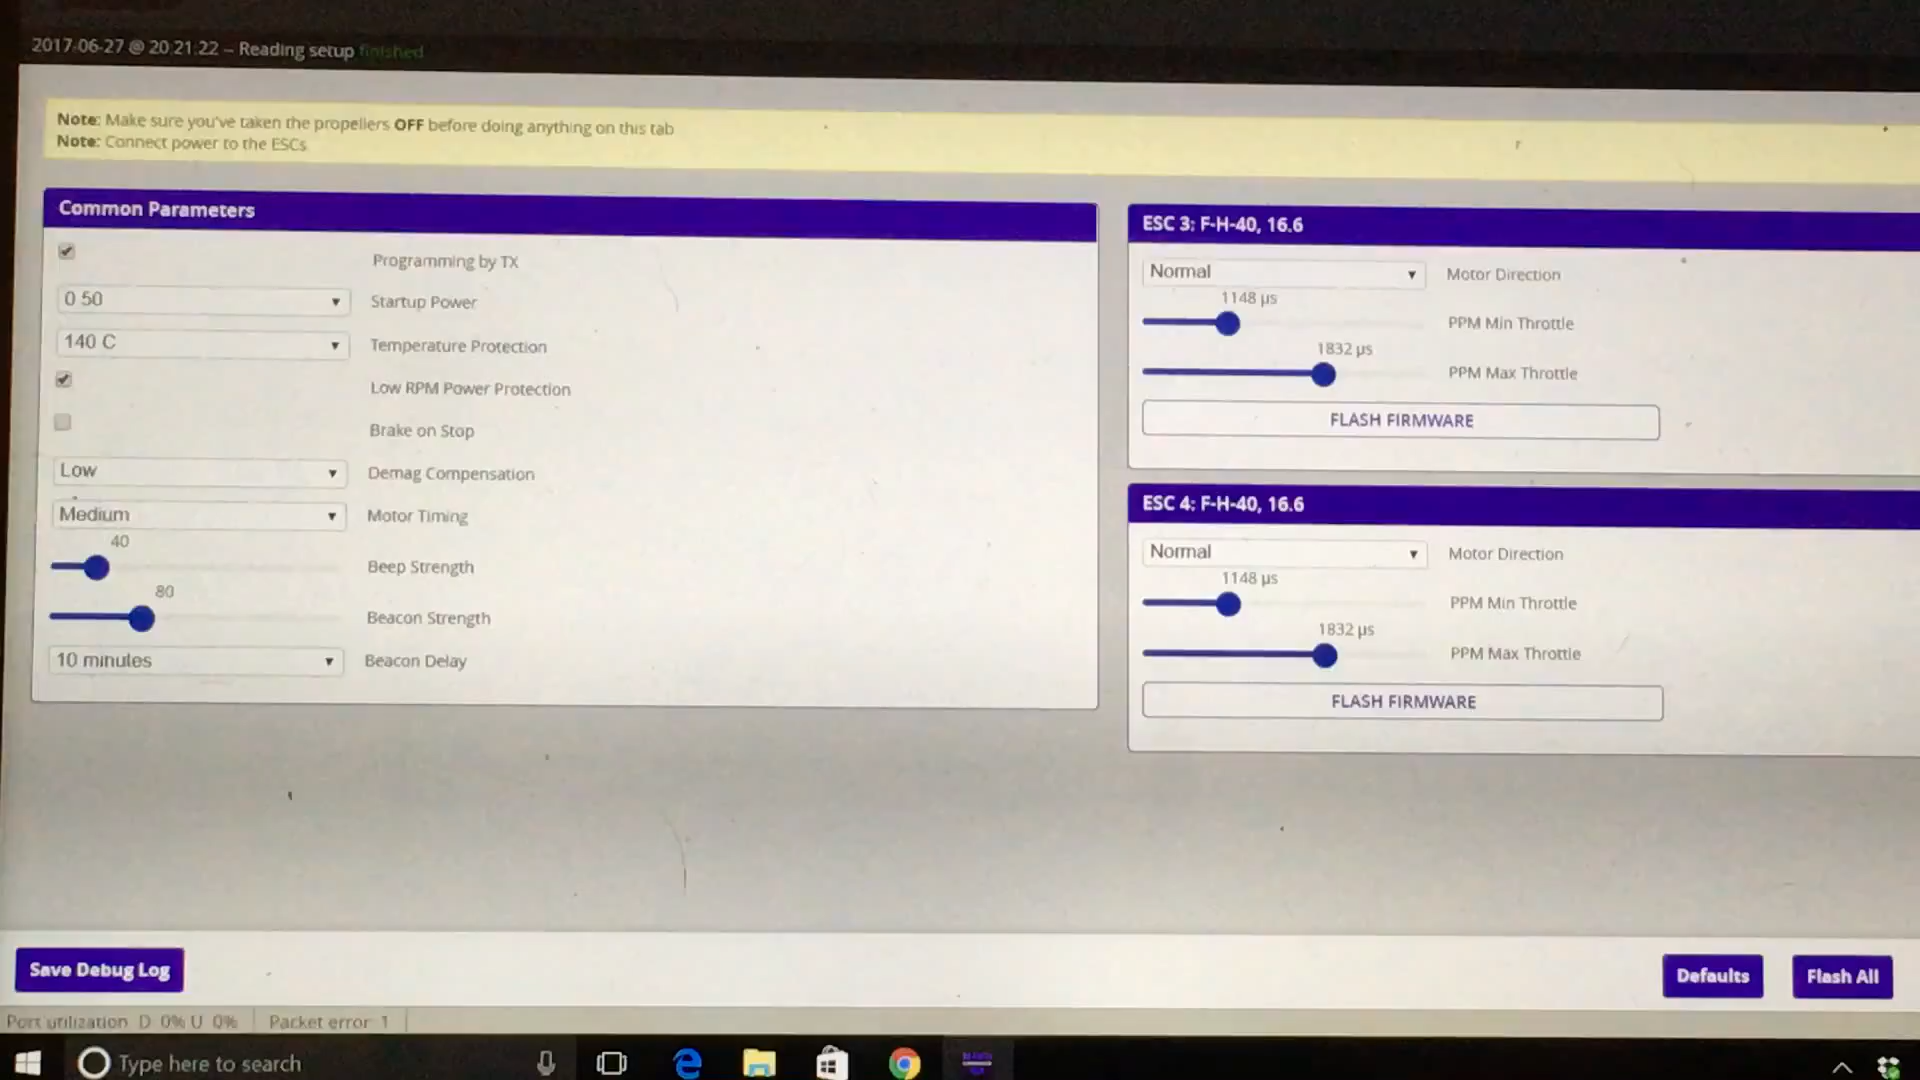 2017-06-27 @ 20:21:22 – Reading setup finished
Note: Make sure you've taken the propellers OFF before doing anything on this tab
Note: Connect power to the ESCs
Common Parameters
Programming by TX
0 50 Startup Power
140 C Temperature Protection
Low RPM Power Protection
Brake on Stop
Low Demag Compensation
Medium Motor Timing
40
Beep Strength
80
Beacon Strength
10 minutes Beacon Delay
ESC 3: F-H-40, 16.6
Normal Motor Direction
1148 µs
PPM Min Throttle
1832 µs
PPM Max Throttle
FLASH FIRMWARE
ESC 4: F-H-40, 16.6
Normal Motor Direction
1148 µs
PPM Min Throttle
1832 µs
PPM Max Throttle
FLASH FIRMWARE
Save Debug Log
Defaults
Flash All
Port utilization D 0% U 0% Packet error 1
Type here to search